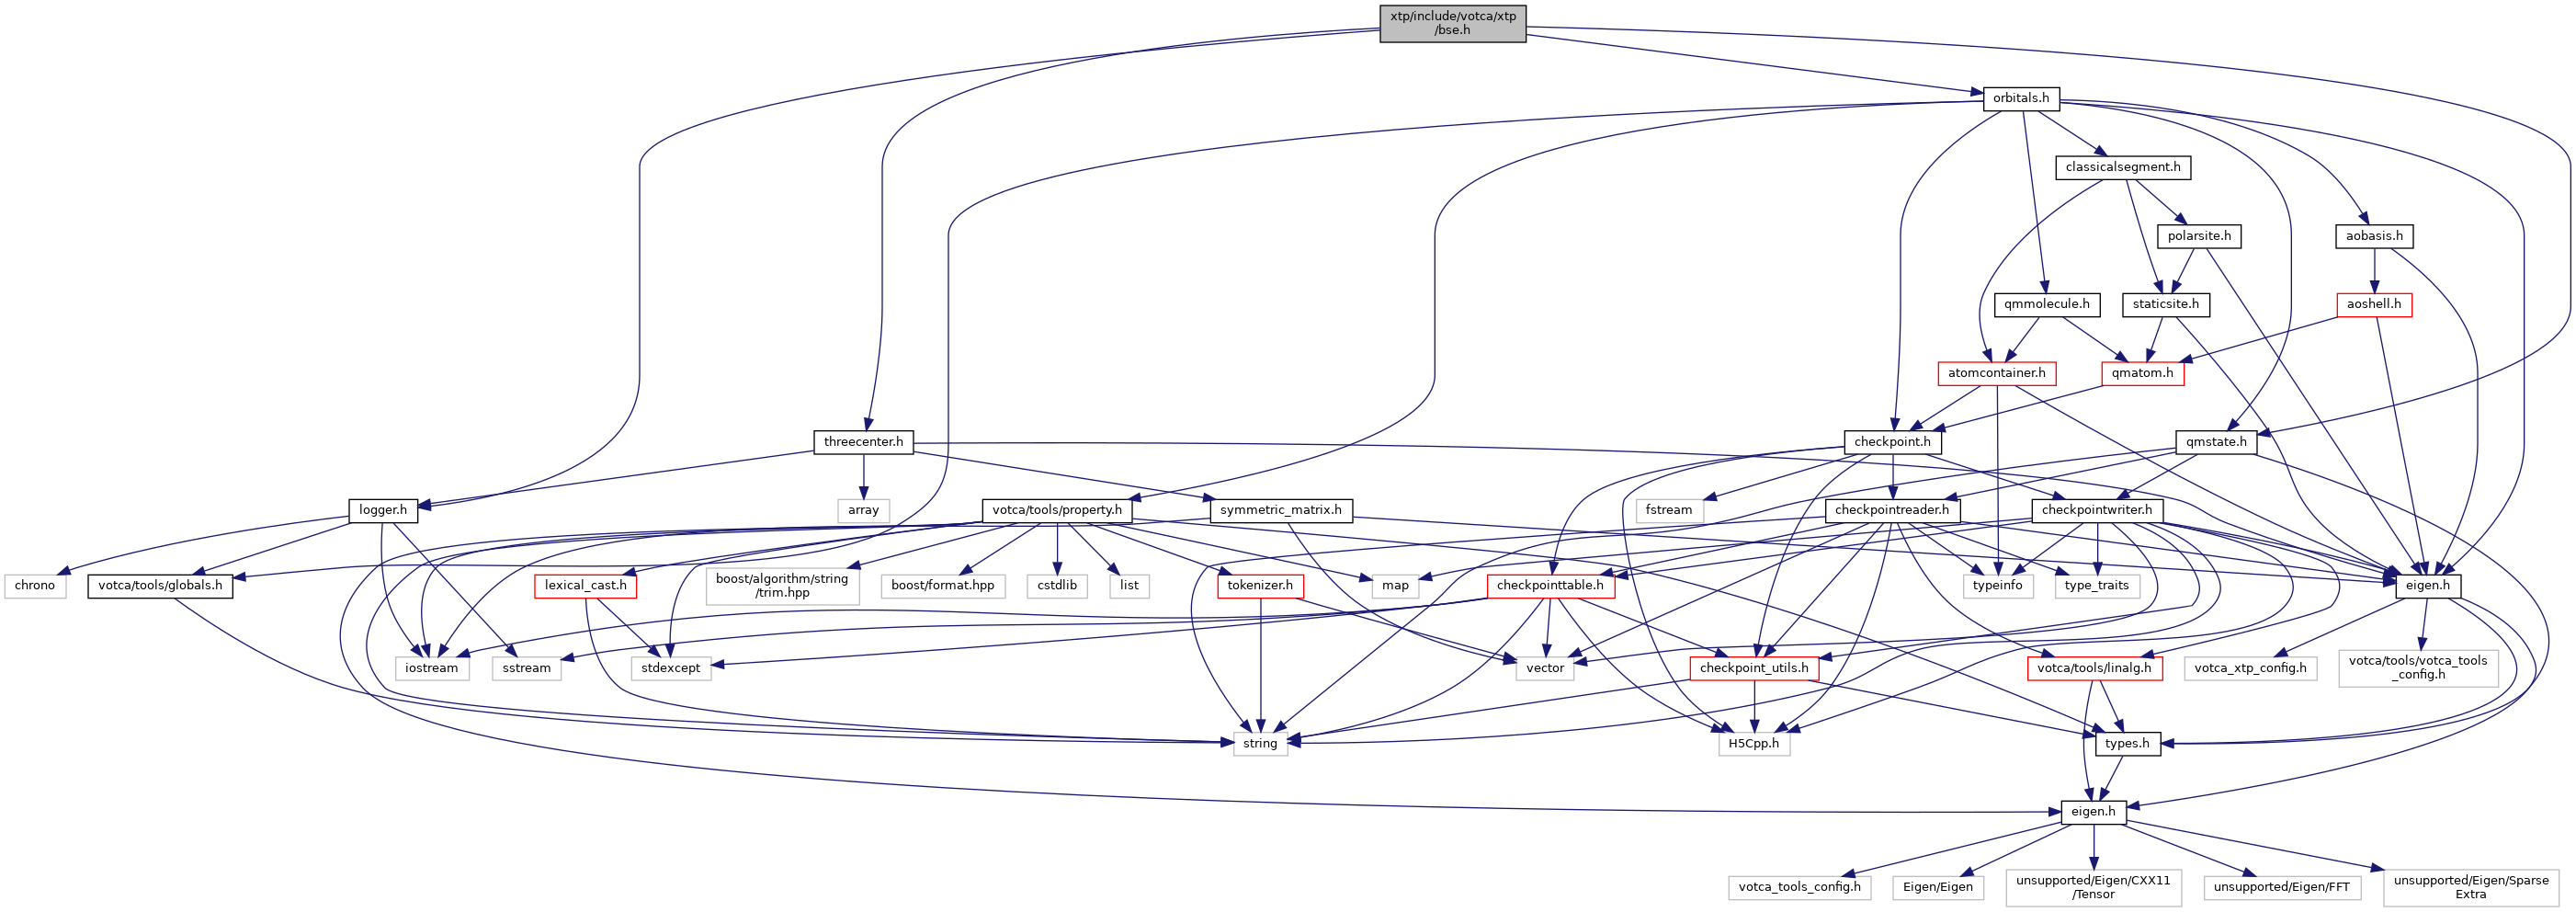 xtp/include/votca/xtp
/bse.h
orbitals.h
classicalsegment.h
polarsite.h
aobasis.h
qmmolecule.h
staticsite.h
aoshell.h
atomcontainer.h
qmatom.h
threecenter.h
checkpoint.h
qmstate.h
logger.h
array
votca/tools/property.h
symmetric_matrix.h
fstream
checkpointreader.h
checkpointwriter.h
chrono
votca/tools/globals.h
lexical_cast.h
boost/algorithm/string
/trim.hpp
boost/format.hpp
cstdlib
list
tokenizer.h
map
checkpointtable.h
typeinfo
type_traits
eigen.h
iostream
sstream
stdexcept
vector
checkpoint_utils.h
votca/tools/linalg.h
votca_xtp_config.h
votca/tools/votca_tools
_config.h
string
H5Cpp.h
types.h
eigen.h
votca_tools_config.h
Eigen/Eigen
unsupported/Eigen/CXX11
/Tensor
unsupported/Eigen/FFT
unsupported/Eigen/Sparse
Extra